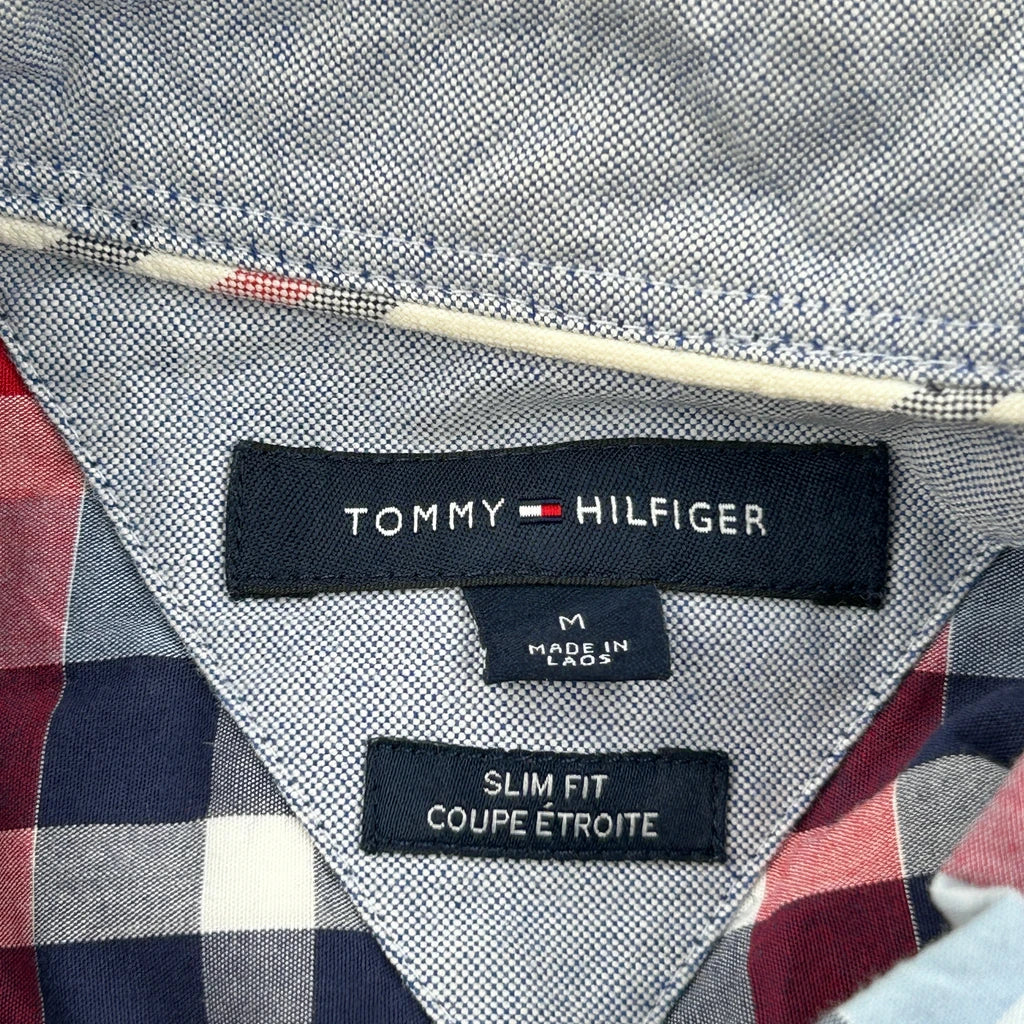 TOMMY HILFIGER
M
MADE IN
LAOS
SLIM FIT
COUPE ÉTROITE